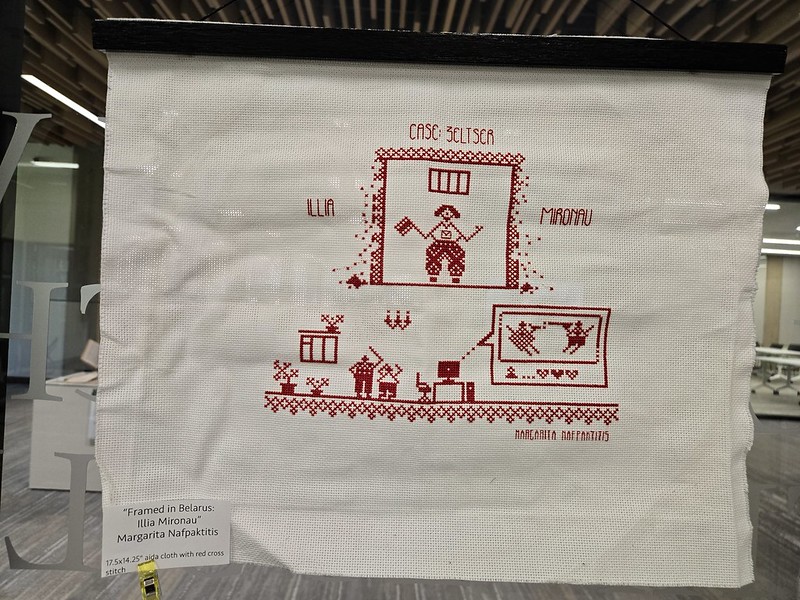 CASE: ZELTSER
ILLIA
MIRONAU
MARGARITA NAFPAKTITIS
"Framed in Belarus:
Illia Mironau"
Margarita Nafpaktitis
17.5x14.25" aida cloth with red cross
stitch